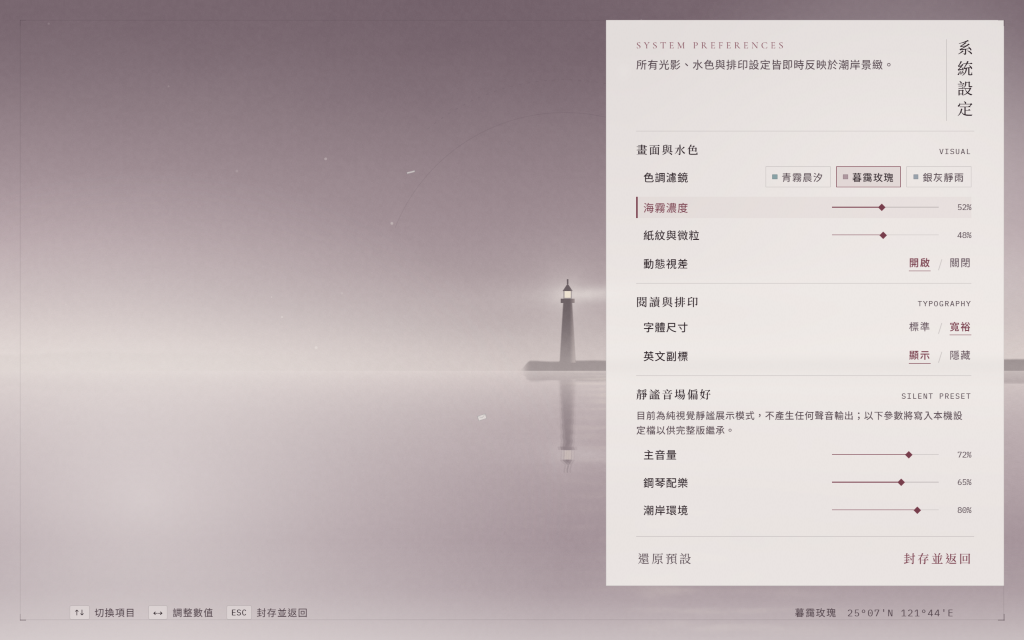 SYSTEM PREFERENCES
所有光影、水色與排印設定皆即時反映於潮岸景緻。
系統設定
畫面與水色 VISUAL
色調濾鏡 青霧晨汐 暮靄玫瑰 銀灰靜雨
海霧濃度 52%
紙紋與微粒 48%
動態視差 開啟 / 關閉
閱讀與排印 TYPOGRAPHY
字體尺寸 標準 / 寬裕
英文副標 顯示 / 隱藏
靜謐音場偏好 SILENT PRESET
目前為純視覺靜謐展示模式,不產生任何聲音輸出;以下參數將寫入本機設
定檔以供完整版繼承。
主音量 72%
鋼琴配樂 65%
潮岸環境 80%
還原預設 封存並返回
↑↓ 切換項目 ↔ 調整數值 ESC 封存並返回
暮靄玫瑰 25°07'N 121°44'E